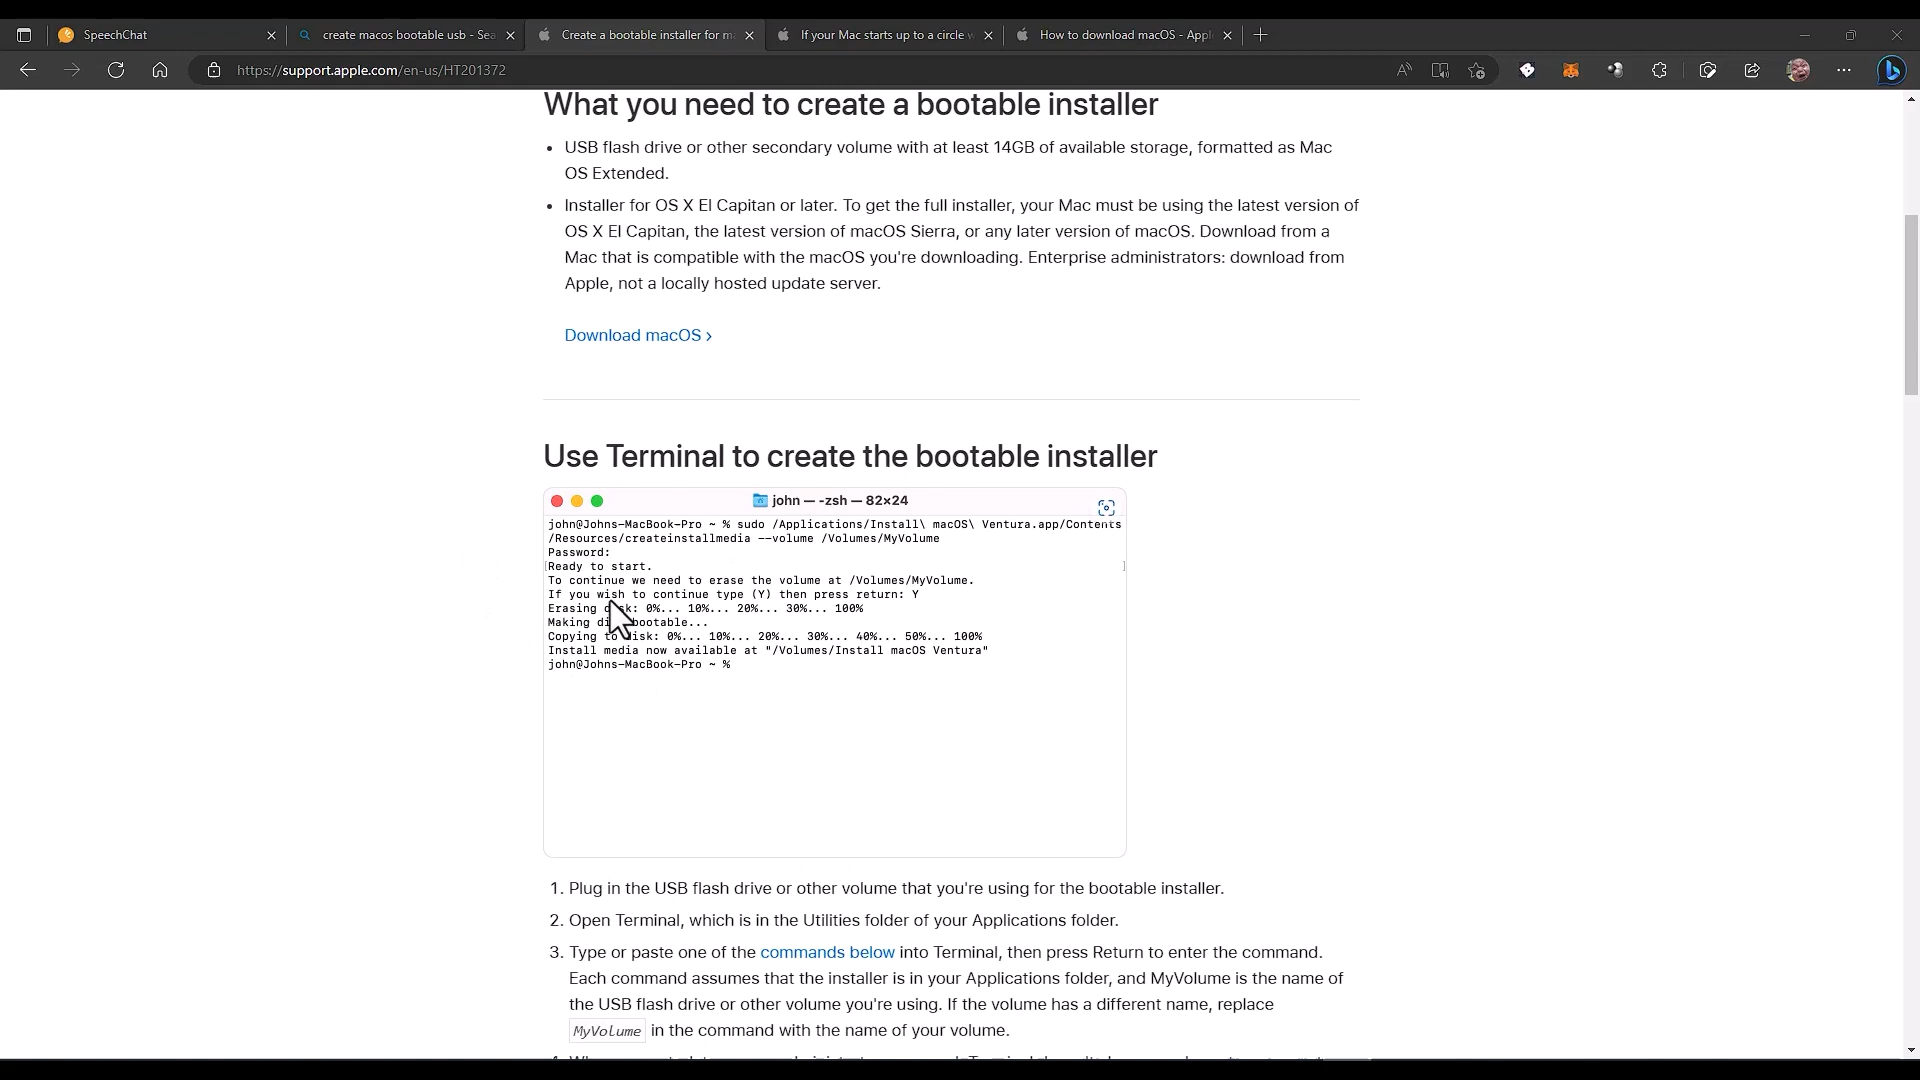 SpeechChat
create macos bootable usb - Sea
Create a bootable installer for m
If your Mac starts up to a circle w
How to download macOS - Appl
https://support.apple.com/en-us/HT201372
What you need to create a bootable installer
• USB flash drive or other secondary volume with at least 14GB of available storage, formatted as Mac
OS Extended.
• Installer for OS X El Capitan or later. To get the full installer, your Mac must be using the latest version of
OS X El Capitan, the latest version of macOS Sierra, or any later version of macOS. Download from a
Mac that is compatible with the macOS you're downloading. Enterprise administrators: download from
Apple, not a locally hosted update server.
Download macOS >
Use Terminal to create the bootable installer
john — -zsh — 82×24
john@Johns-MacBook-Pro ~ % sudo /Applications/Install\ macOS\ Ventura.app/Contents
/Resources/createinstallmedia --volume /Volumes/MyVolume
Password:
[Ready to start. ]
To continue we need to erase the volume at /Volumes/MyVolume.
If you wish to continue type (Y) then press return: Y
Erasing disk: 0%... 10%... 20%... 30%... 100%
Making di bootable...
Copying to disk: 0%... 10%... 20%... 30%... 40%... 50%... 100%
Install media now available at "/Volumes/Install macOS Ventura"
john@Johns-MacBook-Pro ~ %
1. Plug in the USB flash drive or other volume that you're using for the bootable installer.
2. Open Terminal, which is in the Utilities folder of your Applications folder.
3. Type or paste one of the commands below into Terminal, then press Return to enter the command.
Each command assumes that the installer is in your Applications folder, and MyVolume is the name of
the USB flash drive or other volume you're using. If the volume has a different name, replace
MyVolume in the command with the name of your volume.